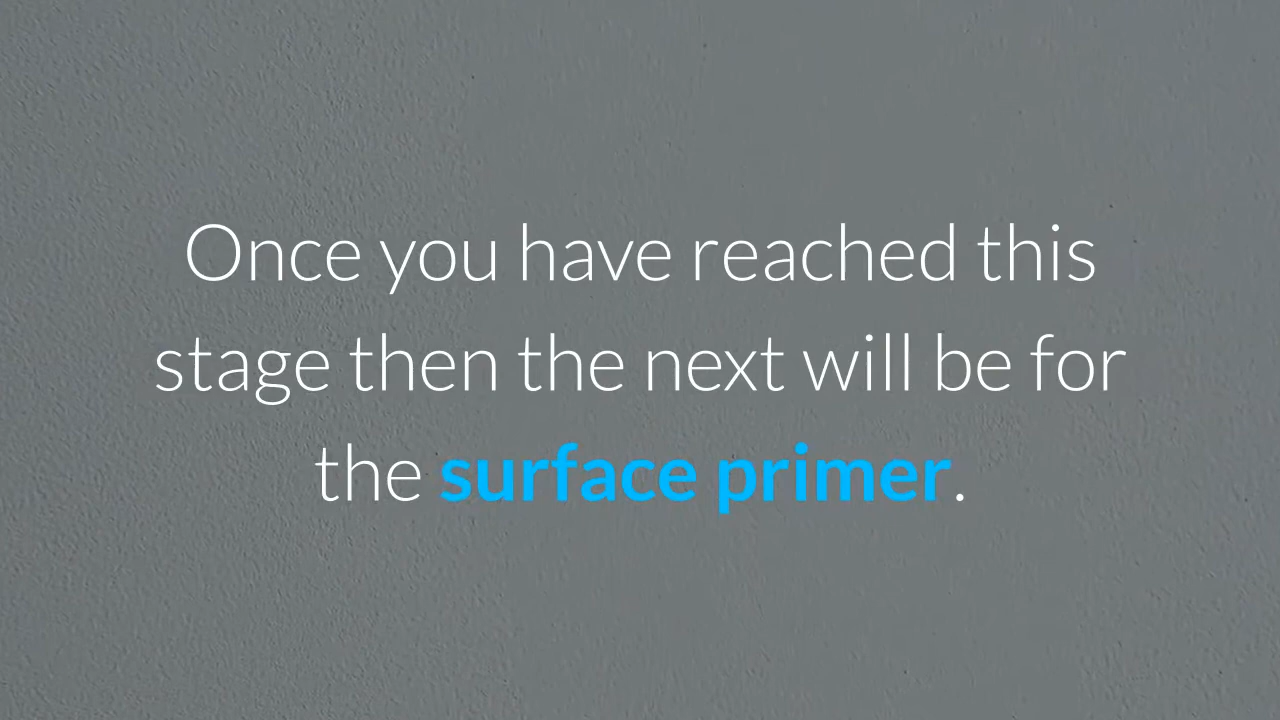 Once you have reached this
stage then the next will be for
the surface primer.